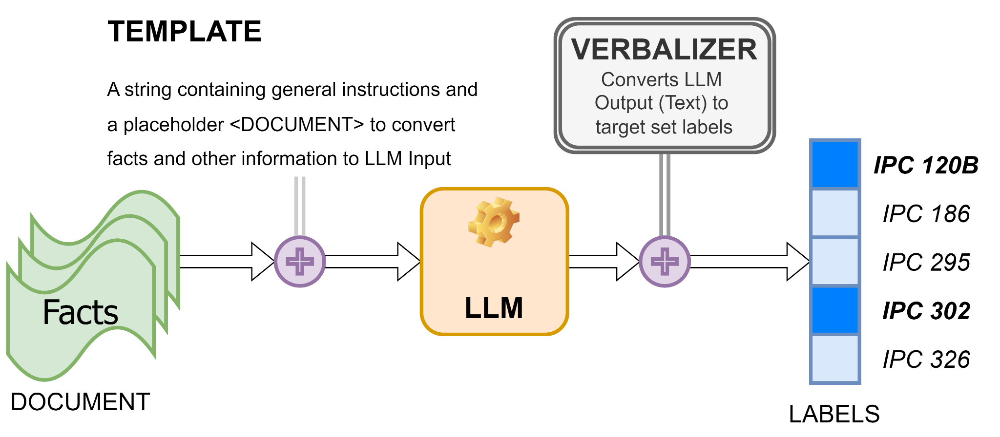 TEMPLATE
A string containing general instructions and
a placeholder <DOCUMENT> to convert
facts and other information to LLM Input
VERBALIZER
Converts LLM
Output (Text) to
target set labels
Facts
DOCUMENT
LLM
IPC 120B
IPC 186
IPC 295
IPC 302
IPC 326
LABELS